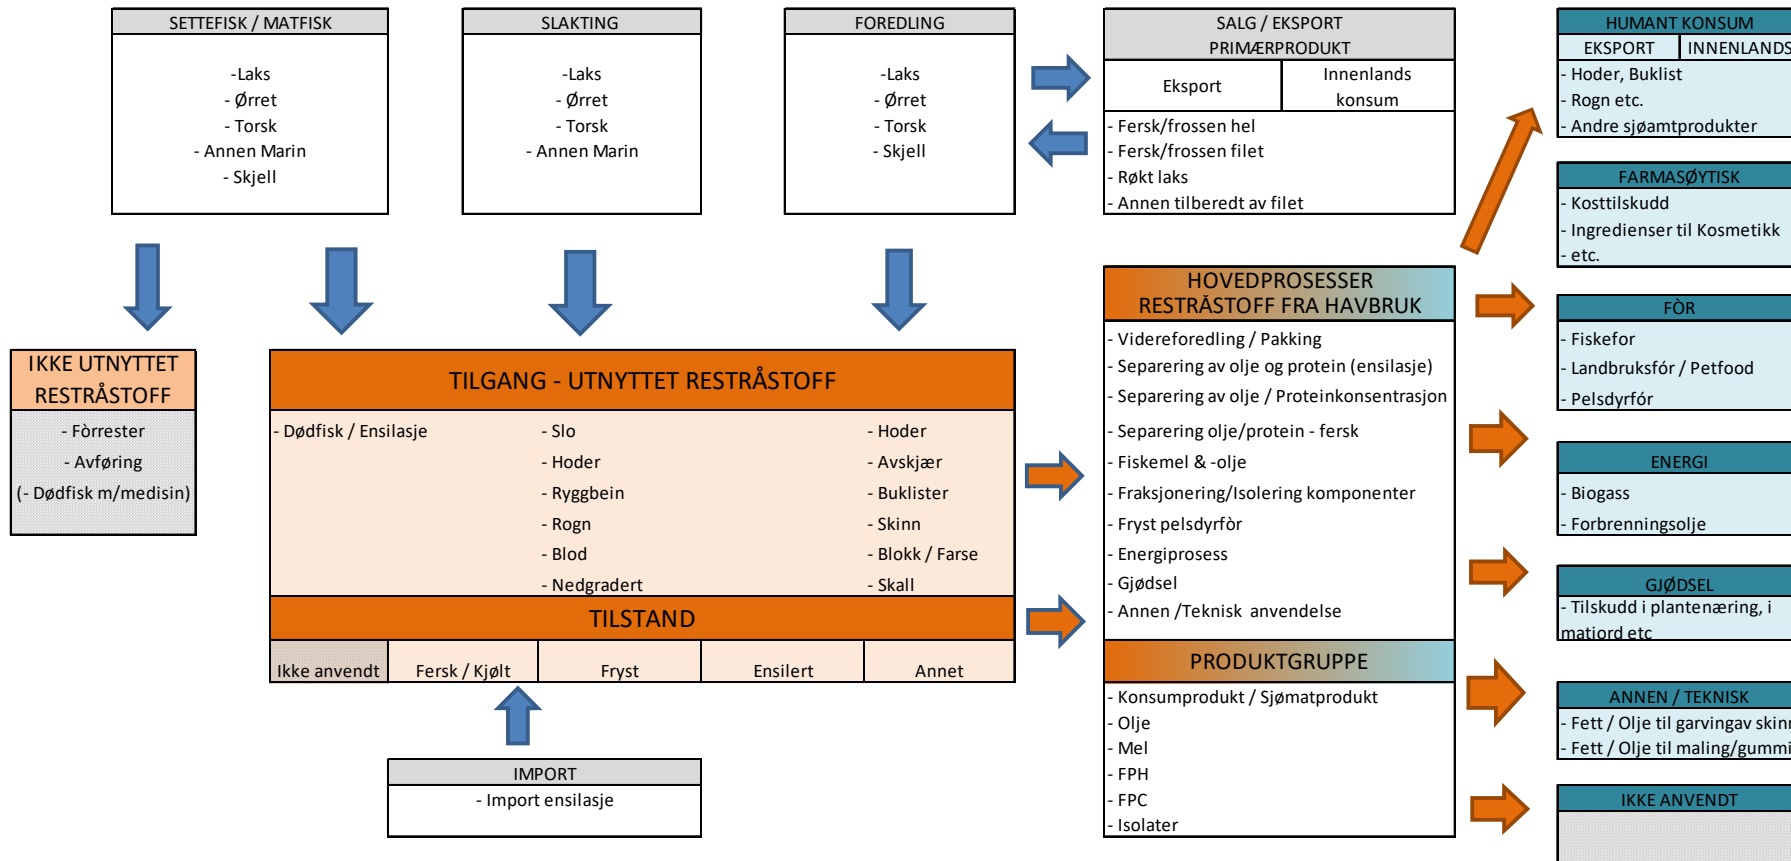 SETTEFISK / MATFISK
-Laks
- Ørret
- Torsk
- Annen Marin
- Skjell
SLAKTING
-Laks
- Ørret
- Torsk
- Annen Marin
FOREDLING
-Laks
- Ørret
- Torsk
- Skjell
SALG / EKSPORT
PRIMÆRPRODUKT
Eksport
Innenlands
konsum
- Fersk/frossen hel
- Fersk/frossen filet
- Røkt laks
- Annen tilberedt av filet
HUMANT KONSUM
EKSPORT
INNENLANDS
- Hoder, Buklist
- Rogn etc.
- Andre sjøamtprodukter
FARMASØYTISK
- Kosttilskudd
- Ingredienser til Kosmetikk
- etc.
IKKE UTNYTTET
RESTRÅSTOFF
- Fòrrester
- Avføring
(- Dødfisk m/medisin)
TILGANG - UTNYTTET RESTRÅSTOFF
- Dødfisk / Ensilasje
- Slo
- Hoder
- Ryggbein
- Rogn
- Blod
- Nedgradert
- Hoder
- Avskjær
- Buklister
- Skinn
- Blokk / Farse
- Skall
TILSTAND
Ikke anvendt
Fersk / Kjølt
Fryst
Ensilert
Annet
IMPORT
- Import ensilasje
HOVEDPROSESSER
RESTRÅSTOFF FRA HAVBRUK
- Videreforedling / Pakking
- Separering av olje og protein (ensilasje)
- Separering av olje / Proteinkonsentrasjon
- Separering olje/protein - fersk
- Fiskemel & -olje
- Fraksjonering/Isolering komponenter
- Fryst pelsdyrfòr
- Energiprosess
- Gjødsel
- Annen /Teknisk anvendelse
PRODUKTGRUPPE
- Konsumprodukt / Sjømatprodukt
- Olje
- Mel
- FPH
- FPC
- Isolater
FÒR
- Fiskefor
- Landbruksfór / Petfood
- Pelsdyrfór
ENERGI
- Biogass
- Forbrenningsolje
GJØDSEL
- Tilskudd i plantenæring, i
matjord etc
ANNEN / TEKNISK
- Fett / Olje til garvingav skinn
- Fett / Olje til maling/gummi
IKKE ANVENDT